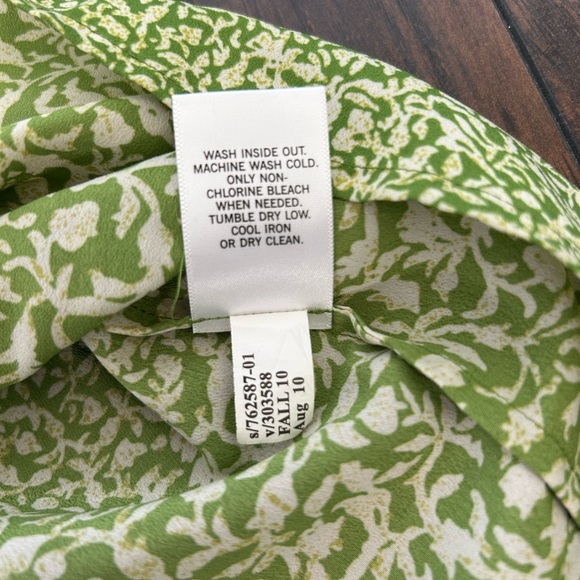 WASH INSIDE OUT.
MACHINE WASH COLD.
ONLY NON-
CHLORINE BLEACH
WHEN NEEDED.
TUMBLE DRY LOW.
COOL IRON
OR DRY CLEAN.
s/762587-01
v/303588
FALL 10
Aug 10